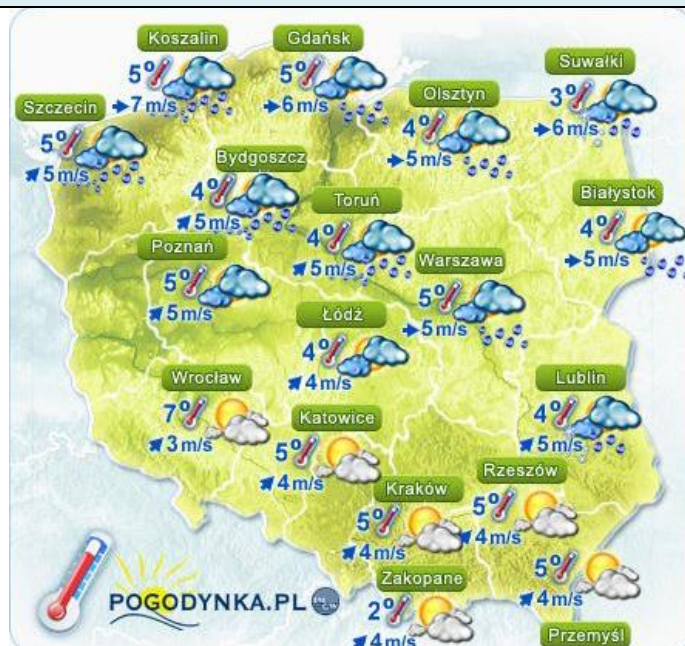 Koszalin
5°
7 m/s
Gdańsk
5°
6 m/s
Suwałki
3°
6 m/s
Szczecin
5°
5 m/s
Olsztyn
4°
5 m/s
Bydgoszcz
4°
5 m/s
Toruń
4°
5 m/s
Białystok
4°
5 m/s
Poznań
5°
5 m/s
Warszawa
5°
5 m/s
Łódź
4°
4 m/s
Wrocław
7°
3 m/s
Katowice
5°
4 m/s
Lublin
4°
5 m/s
Kraków
5°
4 m/s
Rzeszów
5°
4 m/s
Zakopane
2°
4 m/s
5°
4 m/s
Przemyśl
POGODYNKA.PL